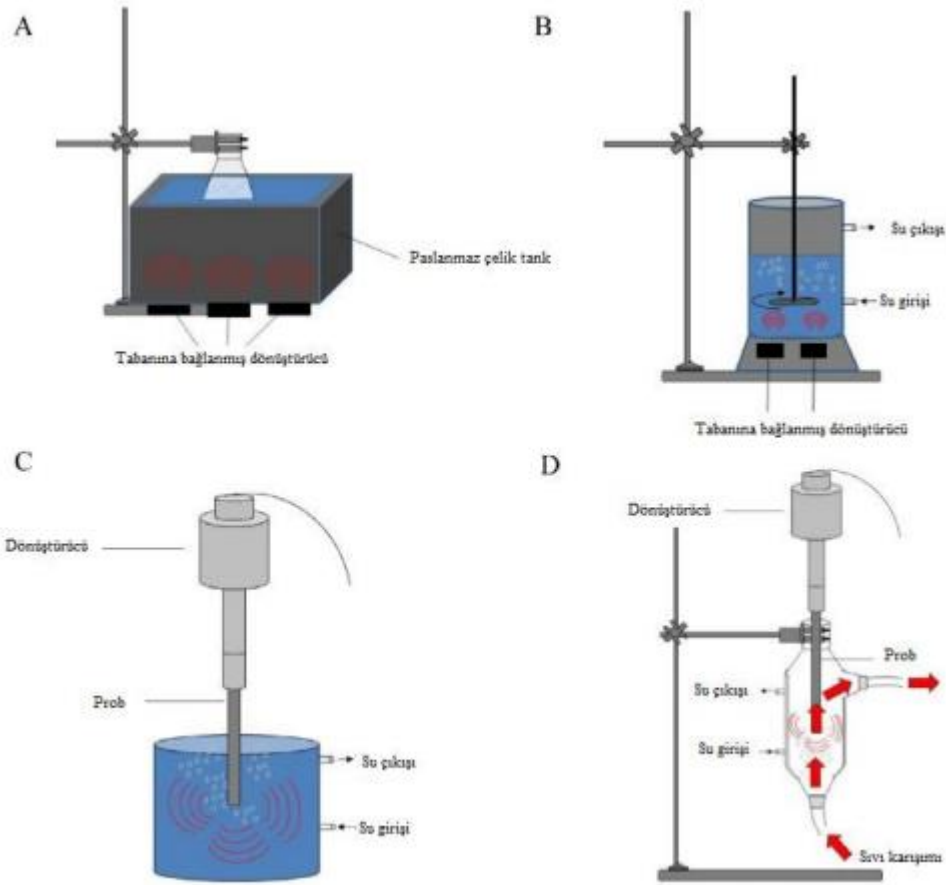 A
Paslanmaz çelik tank
Tabanına bağlanmış dönüştürücü
B
Su çıkışı
Su girişi
Tabanına bağlanmış dönüştürücü
C
Dönüştürücü
Prob
Su çıkışı
Su girişi
D
Dönüştürücü
Prob
Su çıkışı
Su girişi
Sıvı karışımı